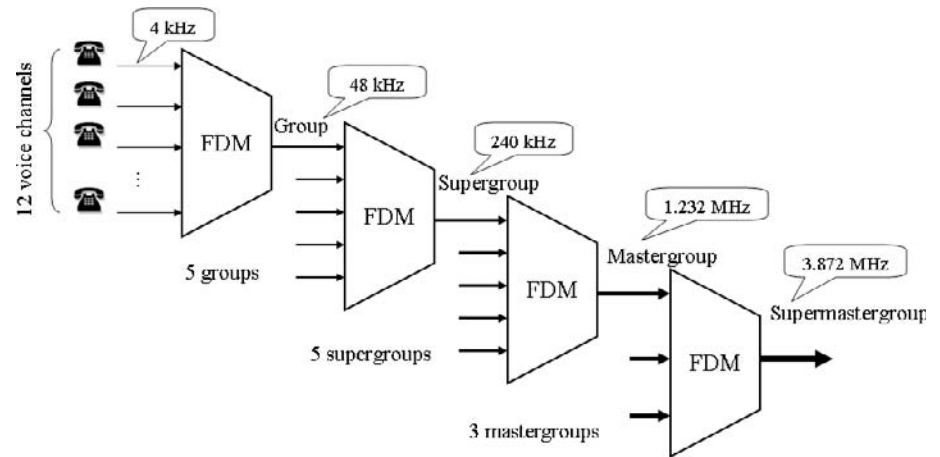 12 voice channels
4 kHz
FDM
Group
48 kHz
5 groups
FDM
Supergroup
240 kHz
5 supergroups
FDM
Mastergroup
1.232 MHz
3 mastergroups
FDM
Supermastergroup
3.872 MHz